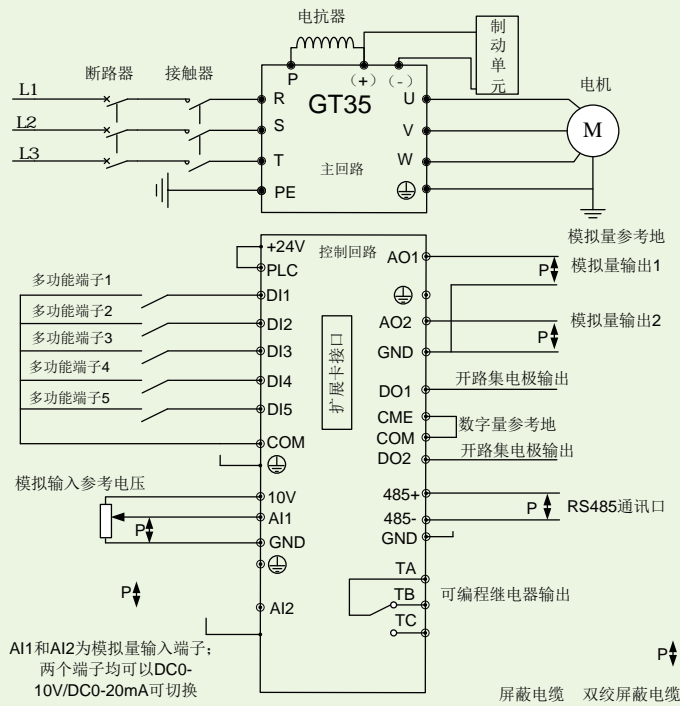 电抗器
制动单元
断路器
接触器
P
(+)
(-)
电机
L1
R
GT35
U
M
L2
S
V
L3
T
主回路
W
PE
+24V
控制回路
AO1
模拟量参考地
PLC
P
模拟量输出1
多功能端子1
DI1
多功能端子2
DI2
AO2
模拟量输出2
多功能端子3
DI3
扩展卡接口
GND
P
多功能端子4
DI4
DO1
开路集电极输出
多功能端子5
DI5
CME
数字量参考地
COM
COM
DO2
开路集电极输出
模拟输入参考电压
10V
485+
AI1
P
485-
P
RS485通讯口
GND
GND
TA
P
AI2
TB
可编程继电器输出
TC
AI1和AI2为模拟量输入端子;
两个端子均可以DC0-
10V/DC0-20mA可切换
P
屏蔽电缆
双绞屏蔽电缆